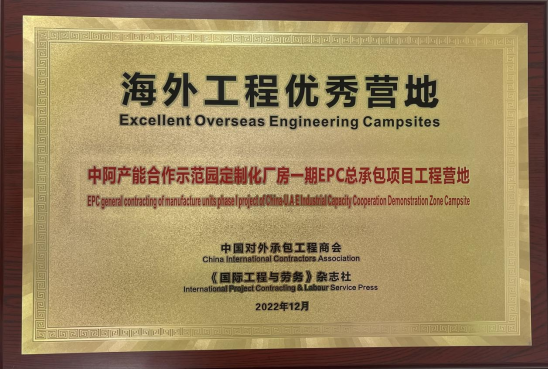 海外工程优秀营地
Excellent Overseas Engineering Campsites
中阿产能合作示范园定制化厂房一期EPC总承包项目工程营地
EPC general contracting of manufacture units phase I project of China-U.A.E Industrial Capacity Cooperation Demonstration Zone Campsite
中国对外承包工程商会
China International Contractors Association
《国际工程与劳务》杂志社
International Project Contracting & Labour Service Press
2022年12月